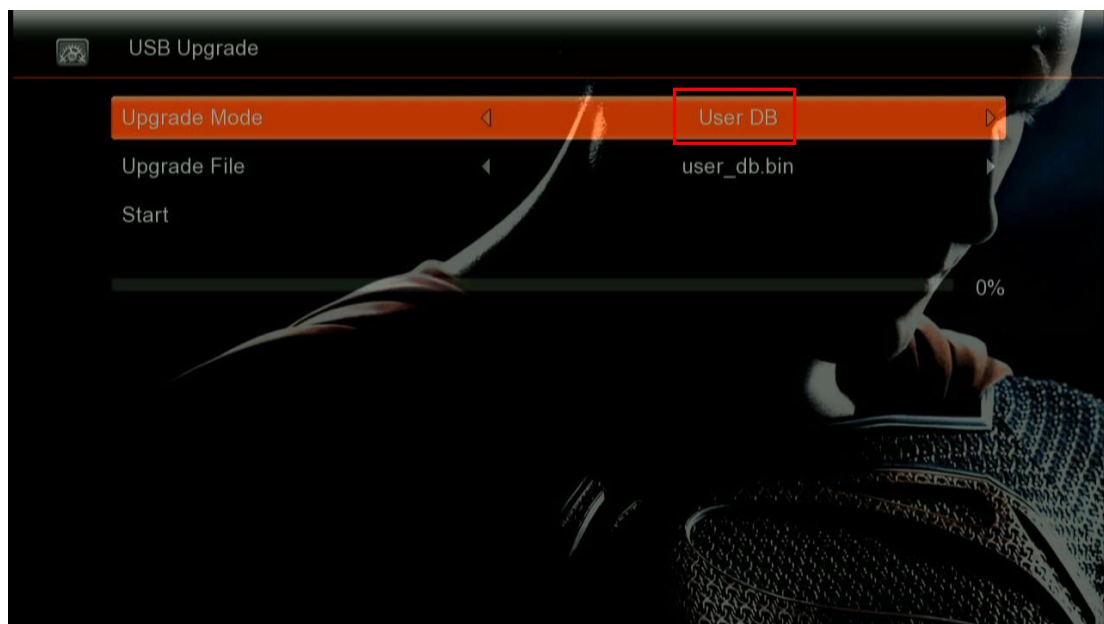 USB Upgrade
Upgrade Mode User DB
Upgrade File user_db.bin
Start
0%